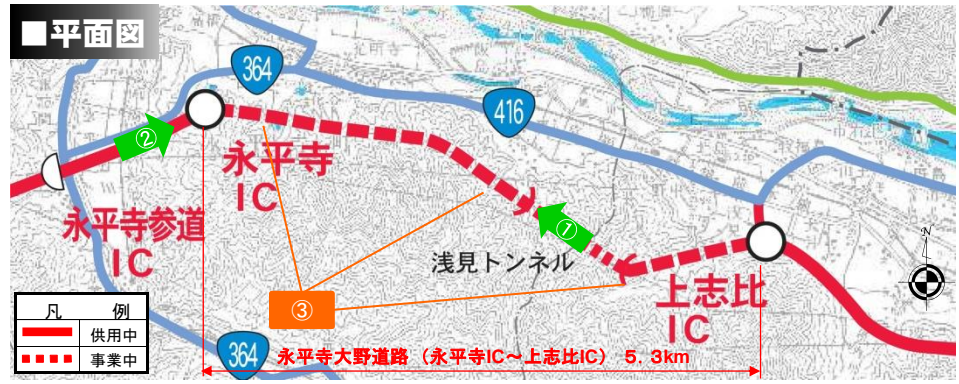 ■平面図
364
416
②
永平寺
IC
永平寺参道
IC
①
浅見トンネル
上志比
IC
N
③
凡 例
供用中
事業中
364
永平寺大野道路（永平寺IC～上志比IC） 5.3km